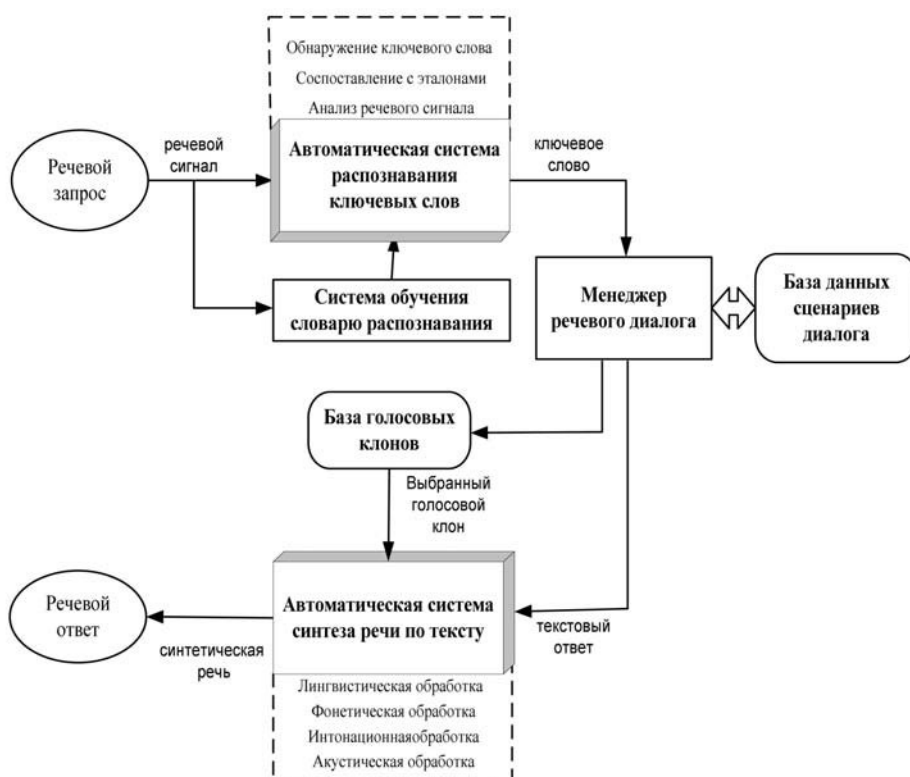 Обнаружение ключевого слова
Соспоставление с эталонами
Анализ речевого сигнала
Речевой
запрос
речевой
сигнал
Автоматическая система
распознавания
ключевых слов
ключевое
слово
Система обучения
словарю распознавания
Менеджер
речевого диалога
База данных
сценариев
диалога
База голосовых
клонов
Выбранный
голосовой
клон
Автоматическая система
синтеза речи по тексту
Речевой
ответ
синтетическая
речь
текстовый
ответ
Лингвистическая обработка
Фонетическая обработка
Интонационнаяобработка
Акустическая обработка